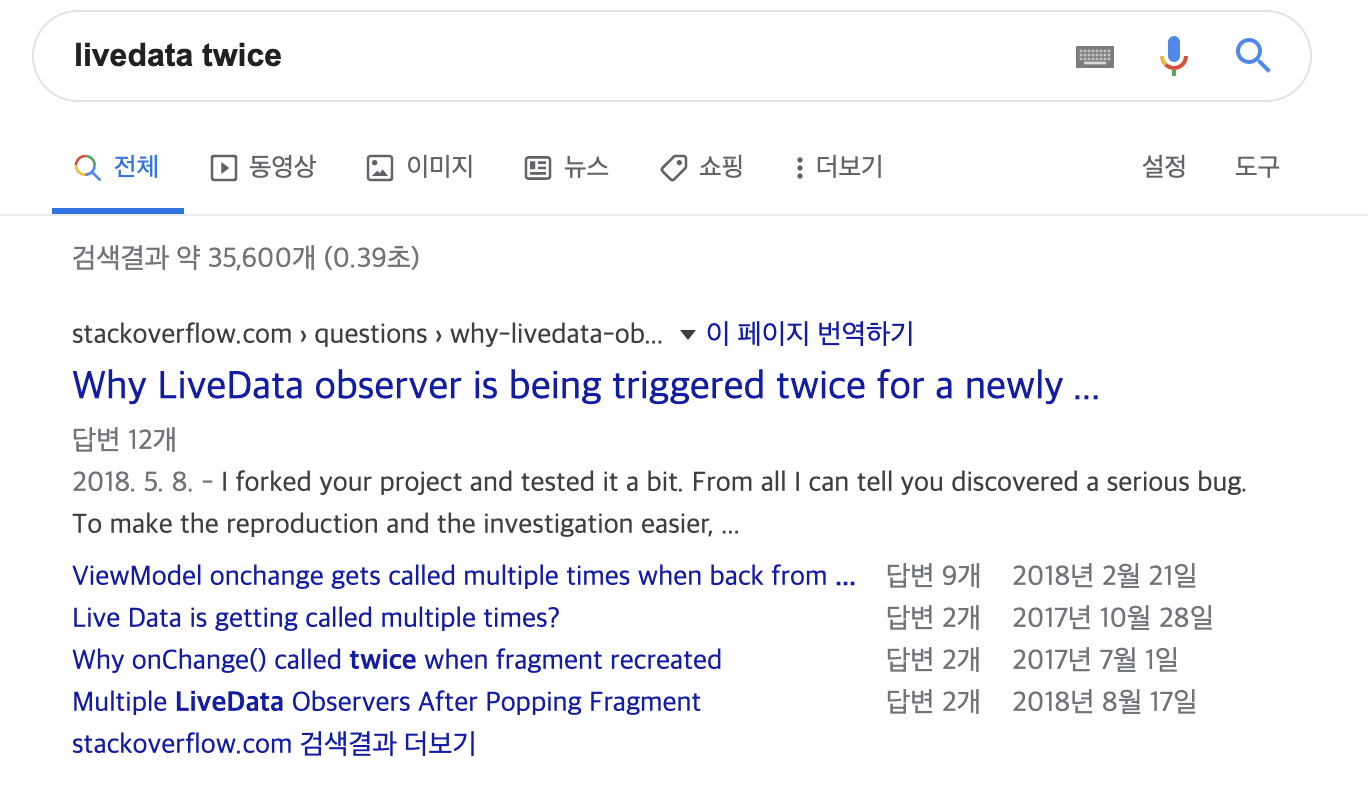 livedata twice
전체 동영상 이미지 뉴스 쇼핑 더보기 설정 도구
검색결과 약 35,600개 (0.39초)
stackoverflow.com › questions › why-livedata-ob... 이 페이지 번역하기
Why LiveData observer is being triggered twice for a newly ...
답변 12개
2018. 5. 8. - I forked your project and tested it a bit. From all I can tell you discovered a serious bug.
To make the reproduction and the investigation easier, ...
ViewModel onchange gets called multiple times when back from ... 답변 9개 2018년 2월 21일
Live Data is getting called multiple times? 답변 2개 2017년 10월 28일
Why onChange() called twice when fragment recreated 답변 2개 2017년 7월 1일
Multiple LiveData Observers After Popping Fragment 답변 2개 2018년 8월 17일
stackoverflow.com 검색결과 더보기